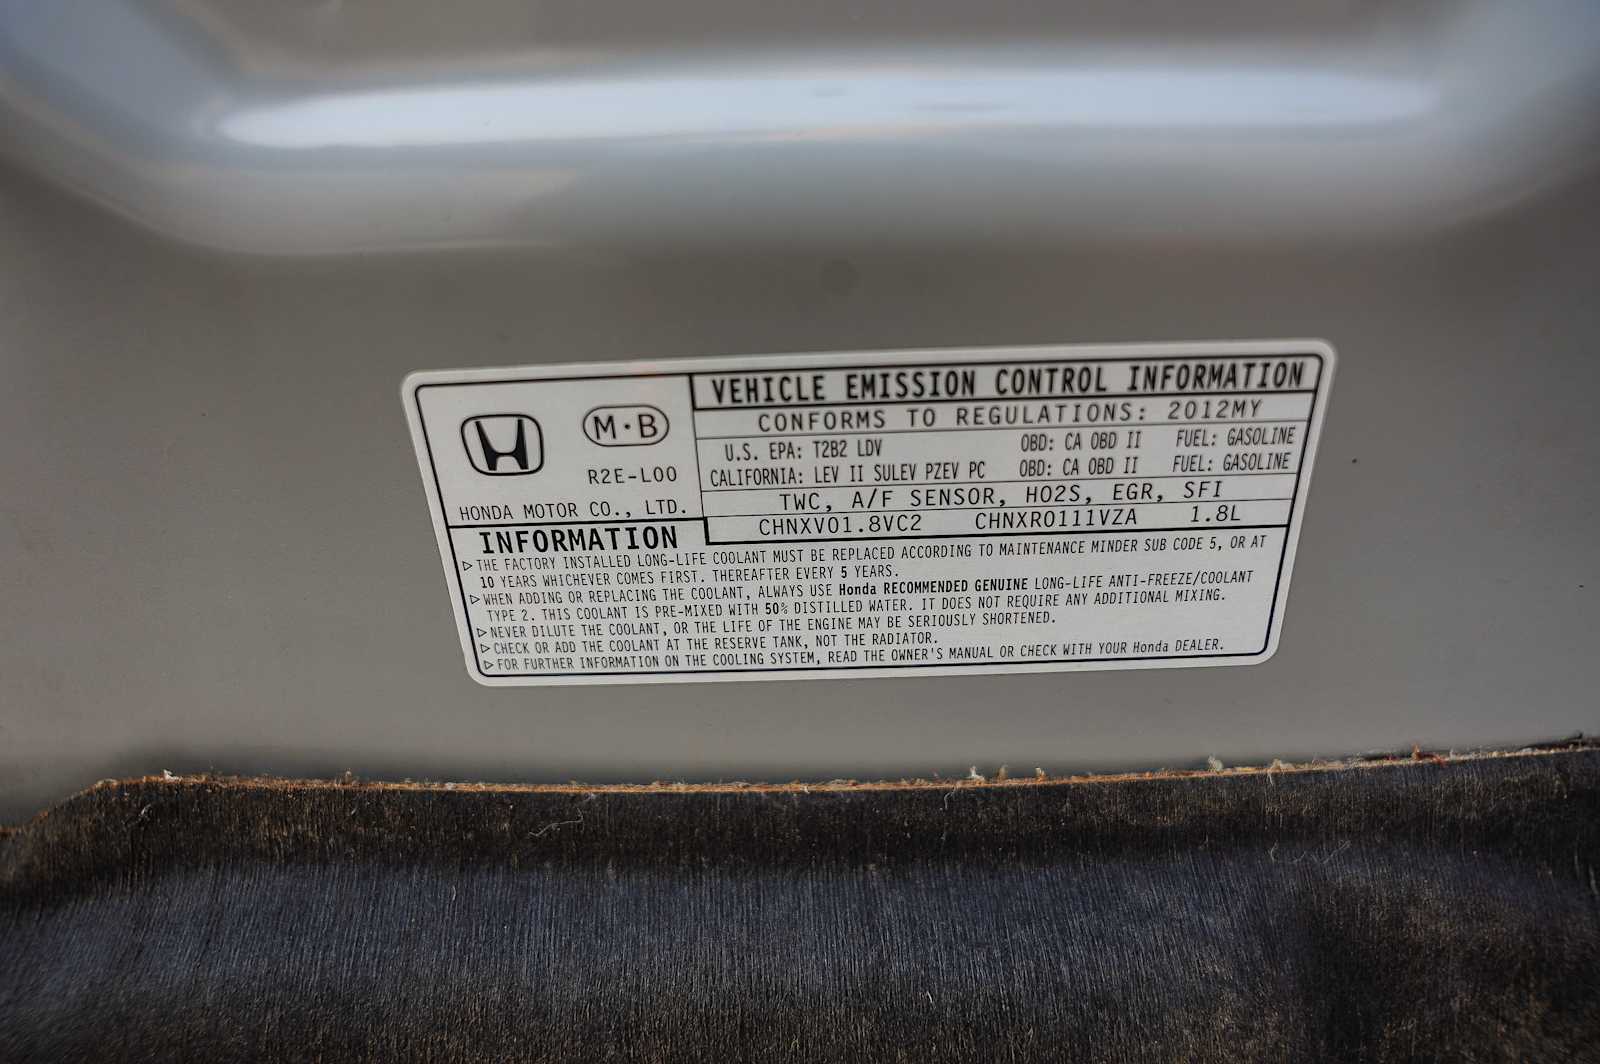 VEHICLE EMISSION CONTROL INFORMATION
CONFORMS TO REGULATIONS: 2012MY
U.S. EPA: T2B2 LDV OBD: CA OBD II FUEL: GASOLINE
CALIFORNIA: LEV II SULEV PZEV PC OBD: CA OBD II FUEL: GASOLINE
TWC, A/F SENSOR, HO2S, EGR, SFI
CHNXV01.8VC2 CHNXR0111VZA 1.8L
M·B
R2E-L00
HONDA MOTOR CO., LTD.
INFORMATION
▷THE FACTORY INSTALLED LONG-LIFE COOLANT MUST BE REPLACED ACCORDING TO MAINTENANCE MINDER SUB CODE 5, OR AT
10 YEARS WHICHEVER COMES FIRST. THEREAFTER EVERY 5 YEARS.
▷WHEN ADDING OR REPLACING THE COOLANT, ALWAYS USE Honda RECOMMENDED GENUINE LONG-LIFE ANTI-FREEZE/COOLANT
TYPE 2. THIS COOLANT IS PRE-MIXED WITH 50% DISTILLED WATER. IT DOES NOT REQUIRE ANY ADDITIONAL MIXING.
▷NEVER DILUTE THE COOLANT, OR THE LIFE OF THE ENGINE MAY BE SERIOUSLY SHORTENED.
▷CHECK OR ADD THE COOLANT AT THE RESERVE TANK, NOT THE RADIATOR.
▷FOR FURTHER INFORMATION ON THE COOLING SYSTEM, READ THE OWNER'S MANUAL OR CHECK WITH YOUR Honda DEALER.